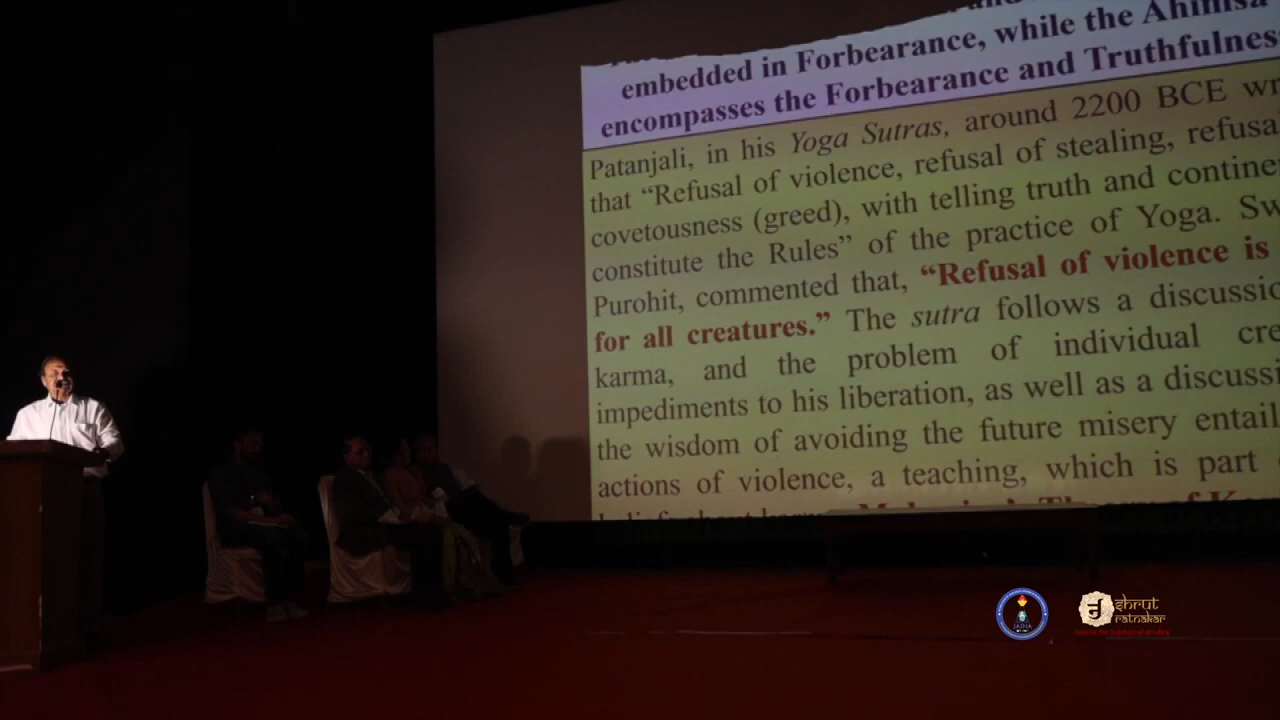 embedded in Forbearance, while the Ahimsa
encompasses the Forbearance and Truthfulness
Patanjali, in his Yoga Sutras, around 2200 BCE wr
that “Refusal of violence, refusal of stealing, refusa
covetousness (greed), with telling truth and contine
constitute the Rules” of the practice of Yoga. Sw
Purohit, commented that, “Refusal of violence is
for all creatures.” The sutra follows a discussio
karma, and the problem of individual cre
impediments to his liberation, as well as a discussi
the wisdom of avoiding the future misery entail
actions of violence, a teaching, which is part
JAINA
shrut
ratnakar